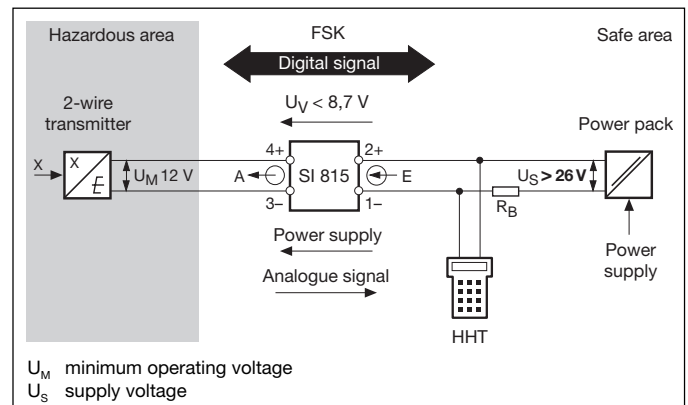 Hazardous area
FSK
Safe area
Digital signal
U_V < 8,7 V
2-wire
transmitter
Power pack
4+
2+
X
X
E
U_M 12 V
A
SI 815
E
U_S > 26 V
3–
1–
R_B
Power supply
Analogue signal
Power
supply
HHT
U_M minimum operating voltage
U_S supply voltage